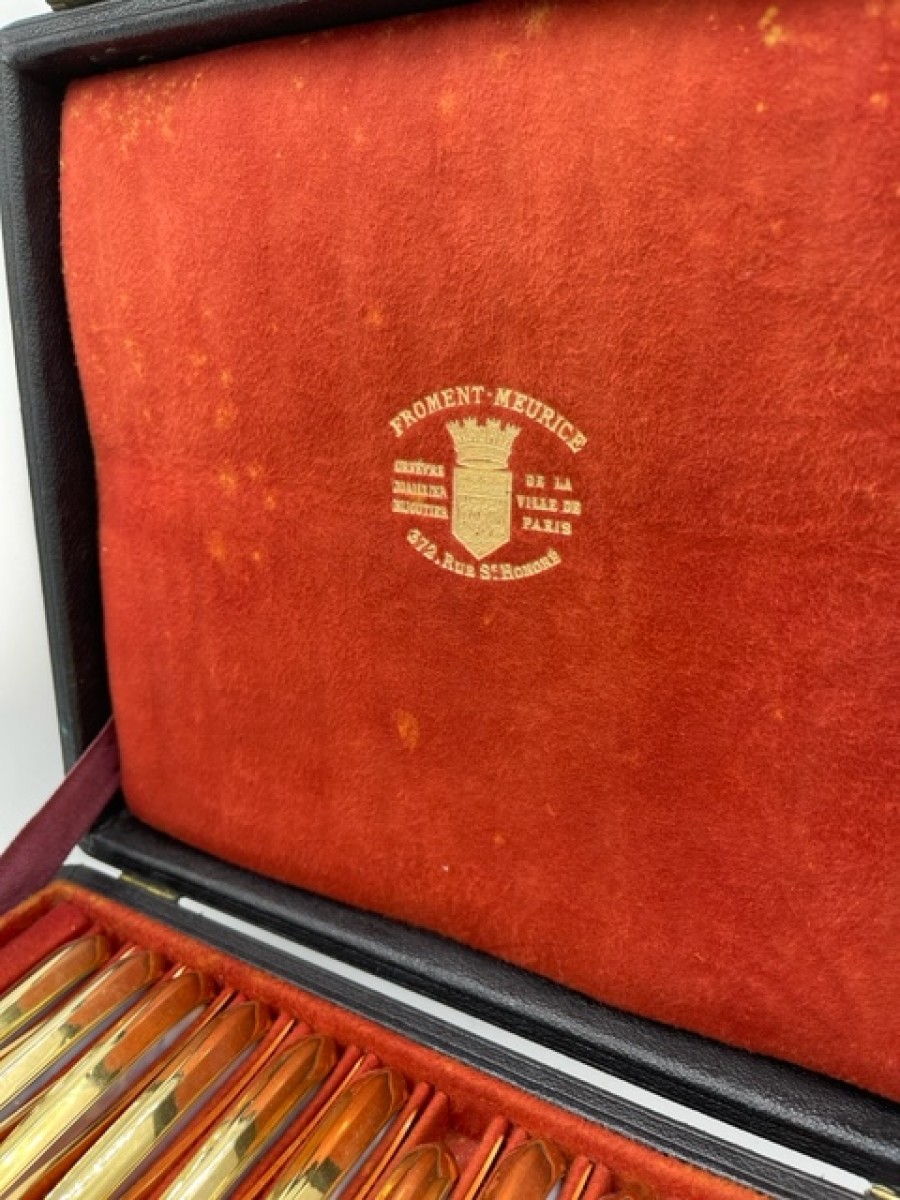 FROMENT-MEURICE
ORFÈVRE
JOAILLIER
BIJOUTIER
DE LA
VILLE DE
PARIS
372, RUE ST HONORÉ